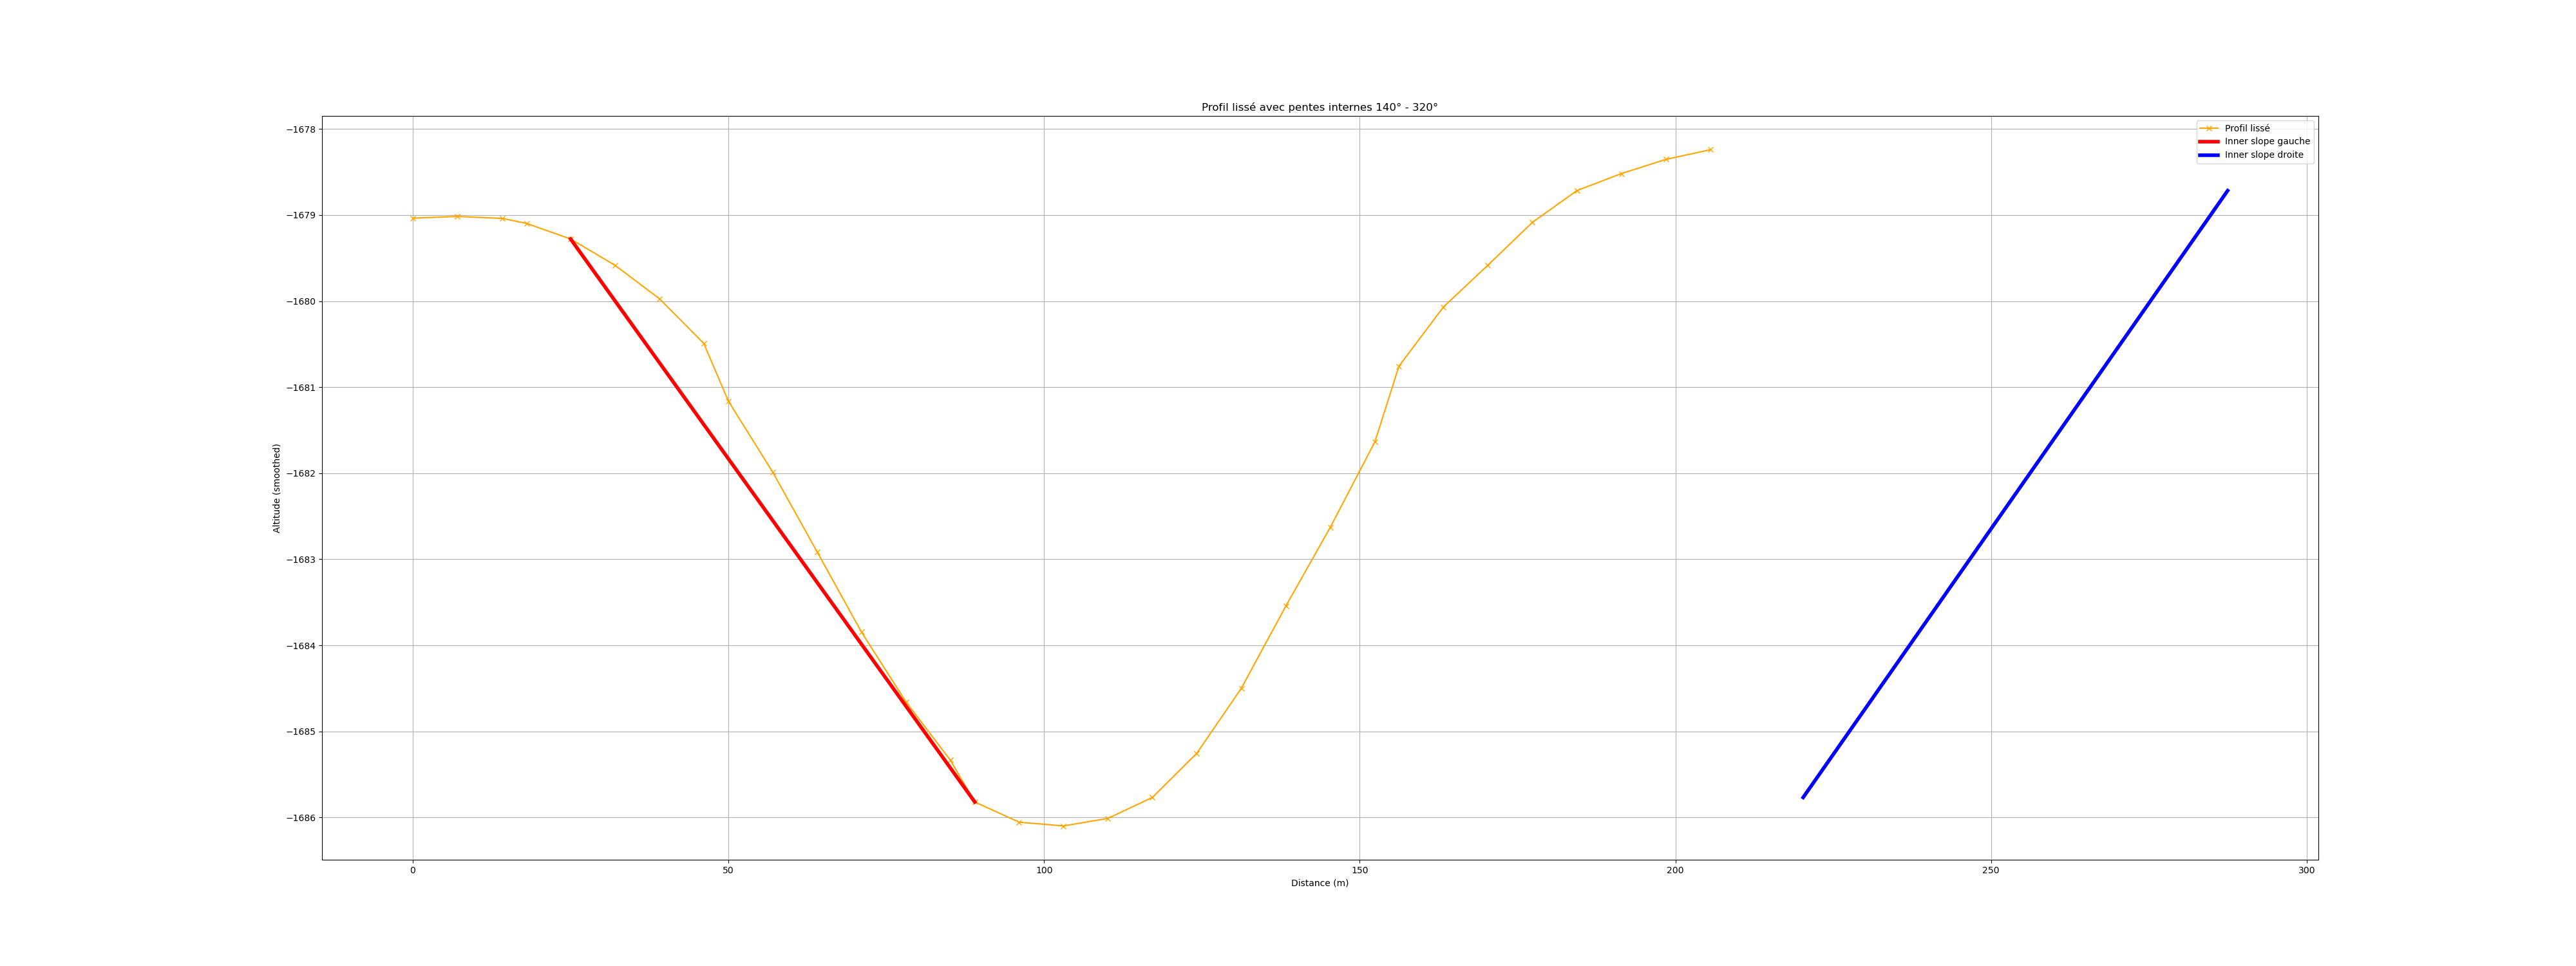 Profil lissé avec pentes internes 140° - 320°
Profil lissé
Inner slope gauche
Inner slope droite
Altitude (smoothed)
−1678
−1679
−1680
−1681
−1682
−1683
−1684
−1685
−1686
0
50
100
150
200
250
300
Distance (m)